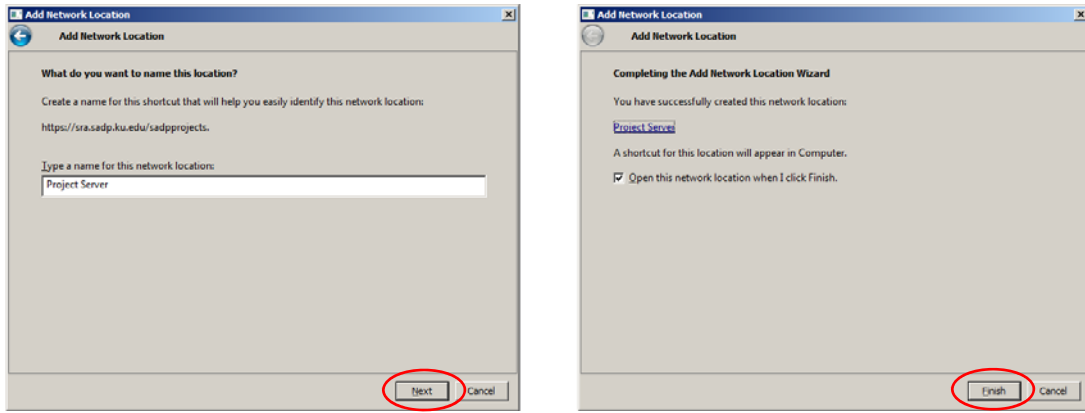 Add Network Location
Add Network Location
What do you want to name this location?
Create a name for this shortcut that will help you easily identify this network location:
https://sra.sadp.ku.edu/sadpprojects.
Type a name for this network location:
Project Server
Next
Cancel
Add Network Location
Add Network Location
Completing the Add Network Location Wizard
You have successfully created this network location:
Project Server
A shortcut for this location will appear in Computer.
Open this network location when I click Finish.
Finish
Cancel